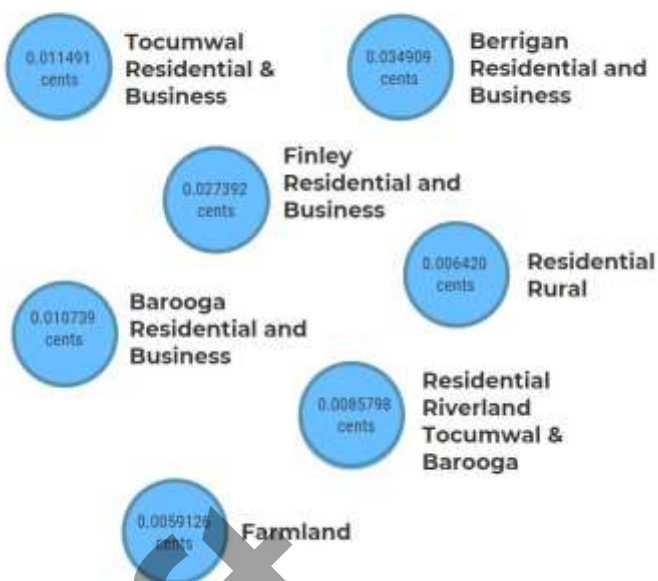 0.011491
cents
Tocumwal
Residential &
Business
0.034909
cents
Berrigan
Residential and
Business
0.027392
cents
Finley
Residential and
Business
0.006420
cents
Residential
Rural
0.010739
cents
Barooga
Residential and
Business
0.0085798
cents
Residential
Riverland
Tocumwal &
Barooga
0.0059126
cents
Farmland